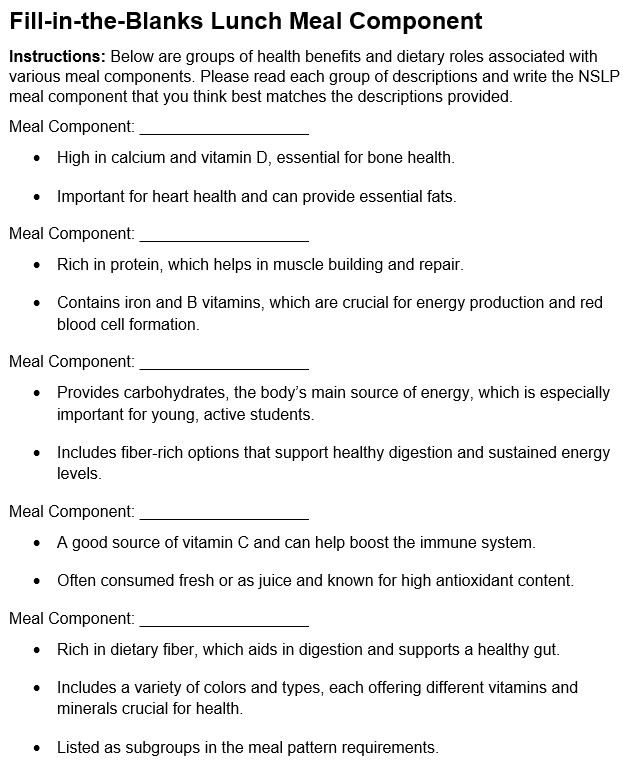 Fill-in-the-Blanks Lunch Meal Component
Instructions: Below are groups of health benefits and dietary roles associated with
various meal components. Please read each group of descriptions and write the NSLP
meal component that you think best matches the descriptions provided.
Meal Component: ____________________
• High in calcium and vitamin D, essential for bone health.
• Important for heart health and can provide essential fats.
Meal Component: ____________________
• Rich in protein, which helps in muscle building and repair.
• Contains iron and B vitamins, which are crucial for energy production and red
blood cell formation.
Meal Component: ____________________
• Provides carbohydrates, the body’s main source of energy, which is especially
important for young, active students.
• Includes fiber-rich options that support healthy digestion and sustained energy
levels.
Meal Component: ____________________
• A good source of vitamin C and can help boost the immune system.
• Often consumed fresh or as juice and known for high antioxidant content.
Meal Component: ____________________
• Rich in dietary fiber, which aids in digestion and supports a healthy gut.
• Includes a variety of colors and types, each offering different vitamins and
minerals crucial for health.
• Listed as subgroups in the meal pattern requirements.